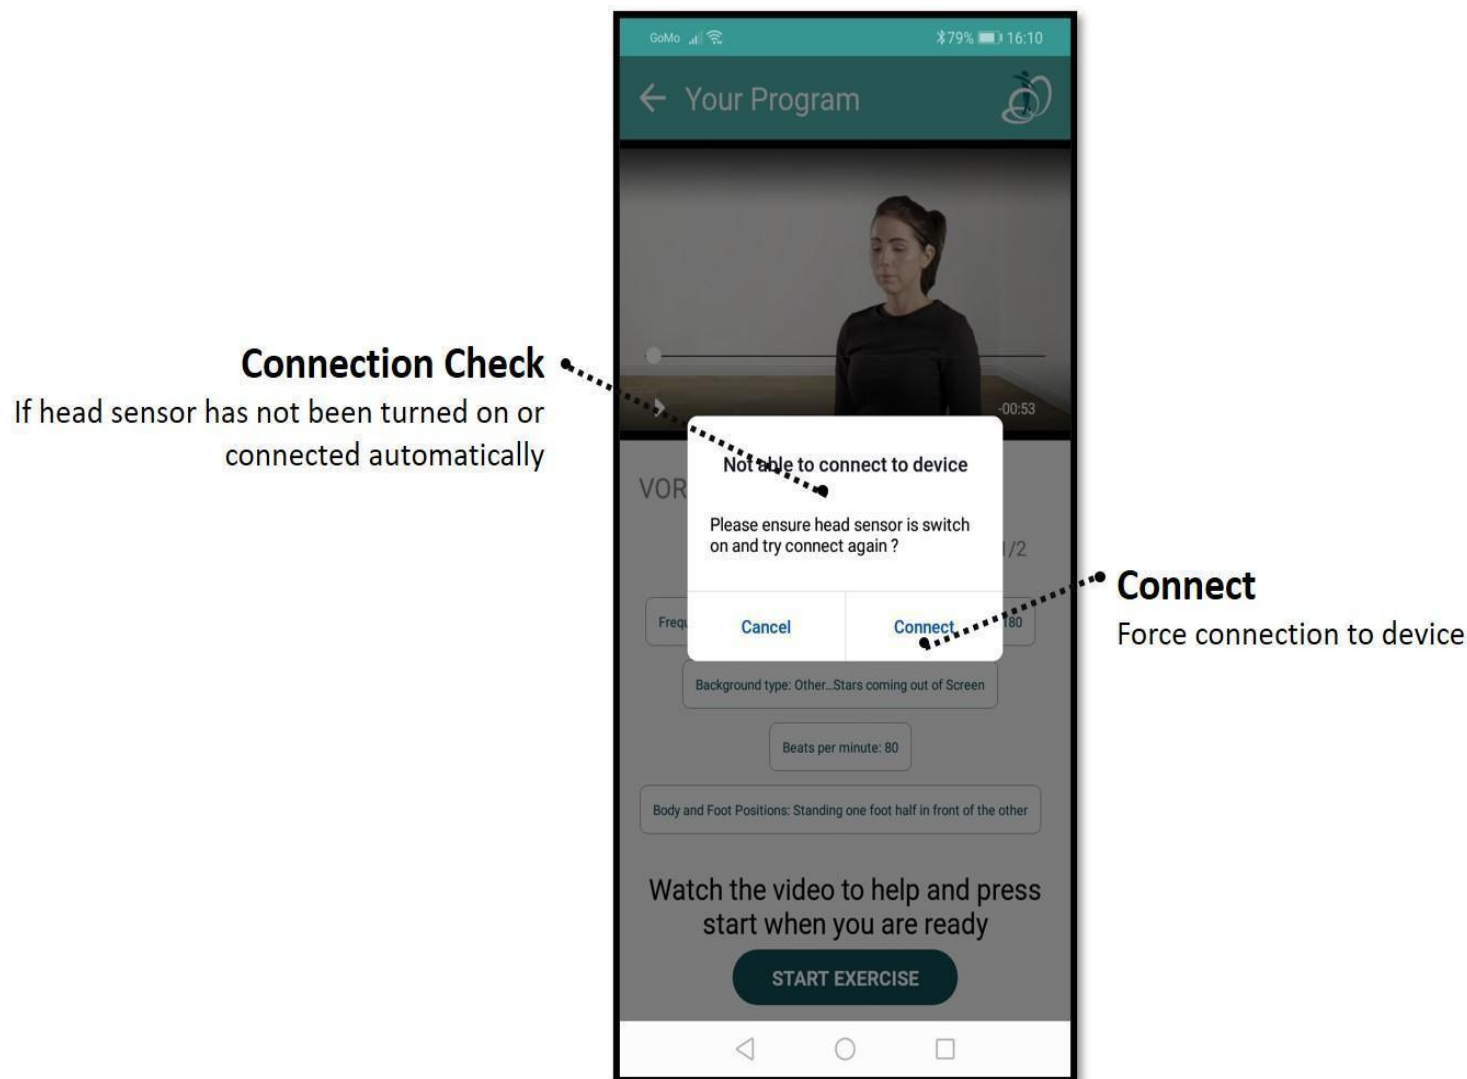 GoMo 79% 16:10
Your Program
Connection Check
If head sensor has not been turned on or
connected automatically
-00:53
Not able to connect to device
VOR
Please ensure head sensor is switch
on and try connect again ?
1/2
Connect
Force connection to device
Frequ
Cancel
Connect
180
Background type: Other...Stars coming out of Screen
Beats per minute: 80
Body and Foot Positions: Standing one foot half in front of the other
Watch the video to help and press
start when you are ready
START EXERCISE